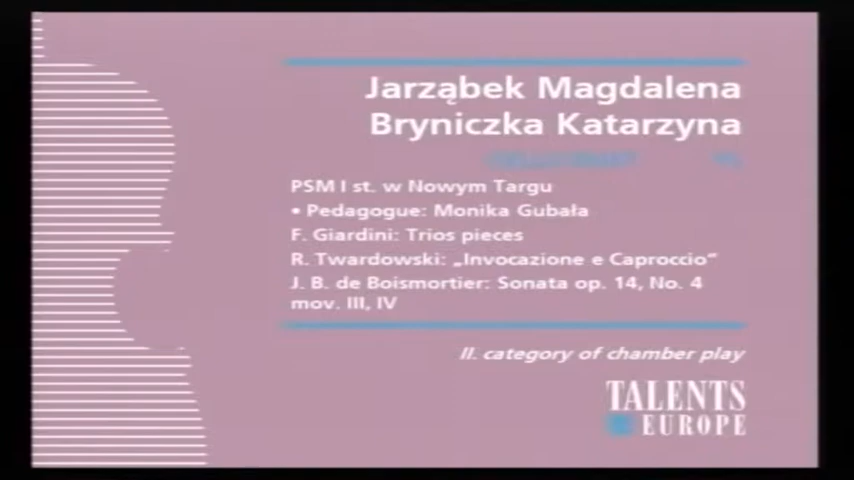 Jarząbek Magdalena
Bryniczka Katarzyna
PSM I st. w Nowym Targu
• Pedagogue: Monika Gubała
F. Giardini: Trios pieces
R. Twardowski: „Invocazione e Caproccio”
J. B. de Boismortier: Sonata op. 14, No. 4
mov. III, IV
II. category of chamber play
TALENTS
EUROPE